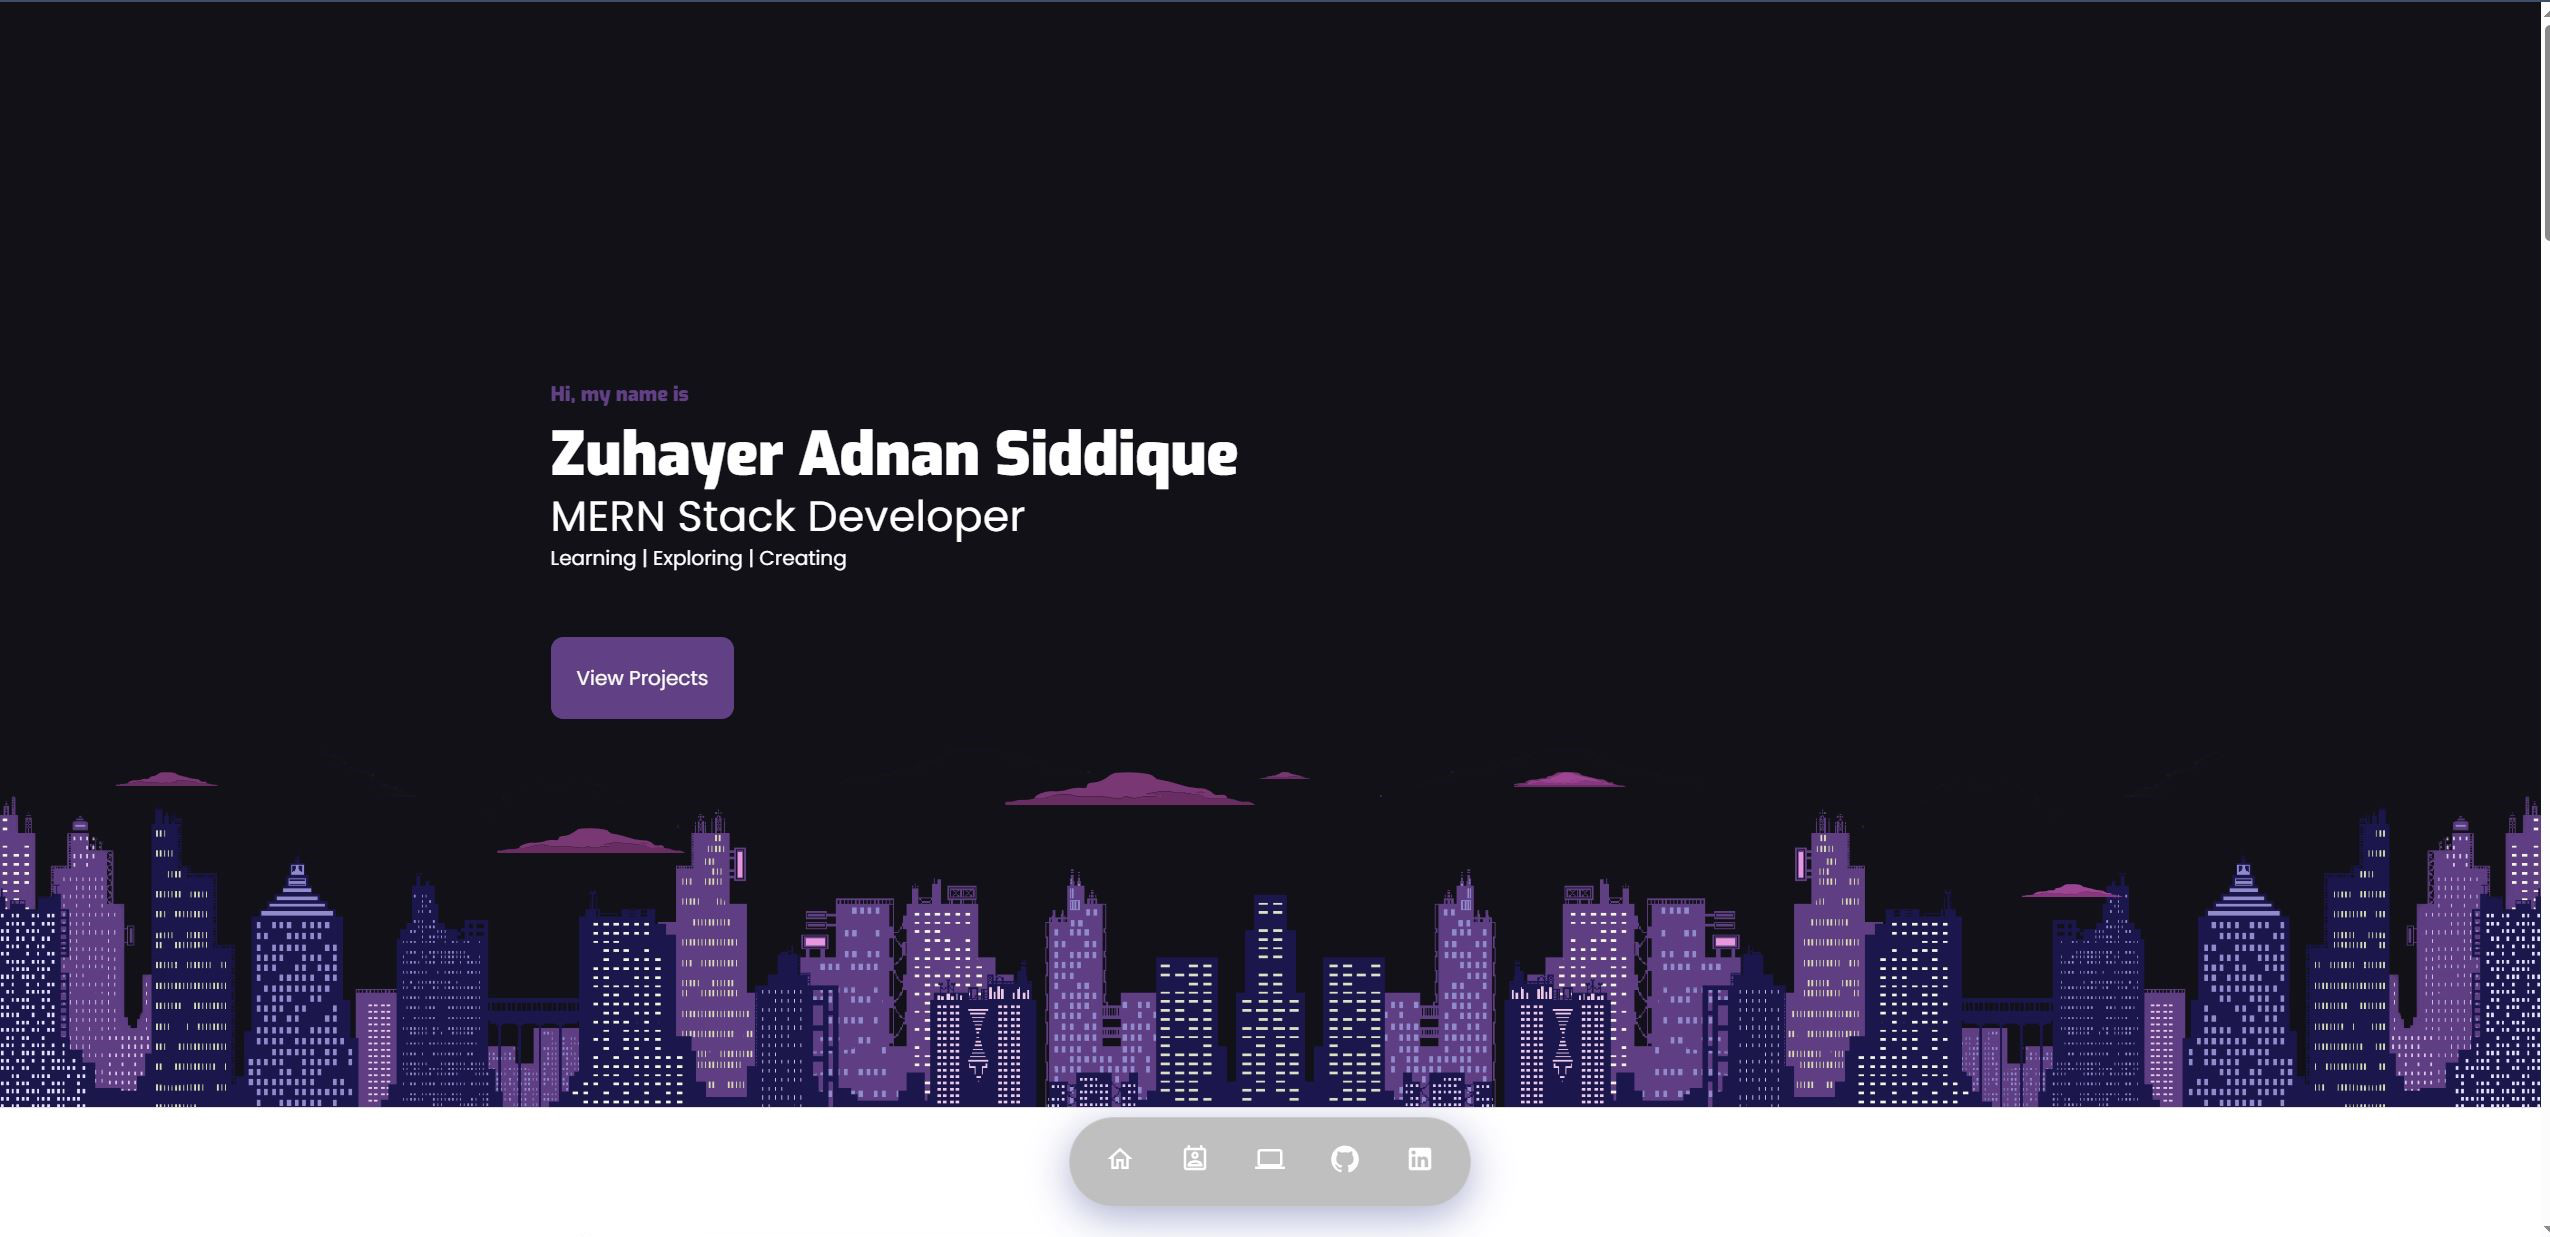 Hi, my name is
Zuhayer Adnan Siddique
MERN Stack Developer
Learning | Exploring | Creating
View Projects